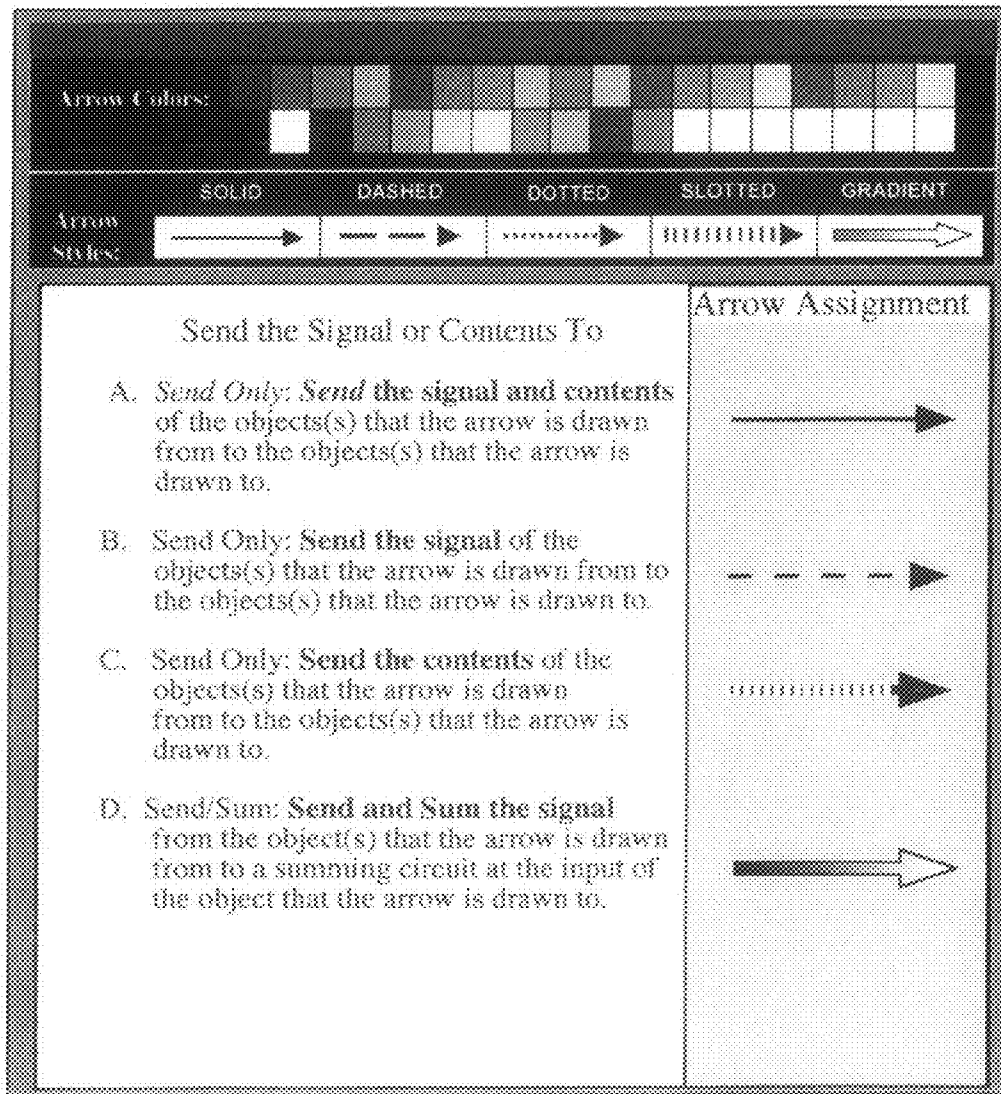 Arrow Colors:
SOLID DASHED DOTTED SLOTTED GRADIENT
Arrow
Styles:
Arrow Assignment
Send the Signal or Contents To
A. Send Only: Send the signal and contents
of the objects(s) that the arrow is drawn
from to the objects(s) that the arrow is
drawn to.
B. Send Only: Send the signal of the
objects(s) that the arrow is drawn from to
the objects(s) that the arrow is drawn to.
C. Send Only: Send the contents of the
objects(s) that the arrow is drawn
from to the objects(s) that the arrow is
drawn to.
D. Send/Sum: Send and Sum the signal
from the object(s) that the arrow is drawn
from to a summing circuit at the input of
the object that the arrow is drawn to.